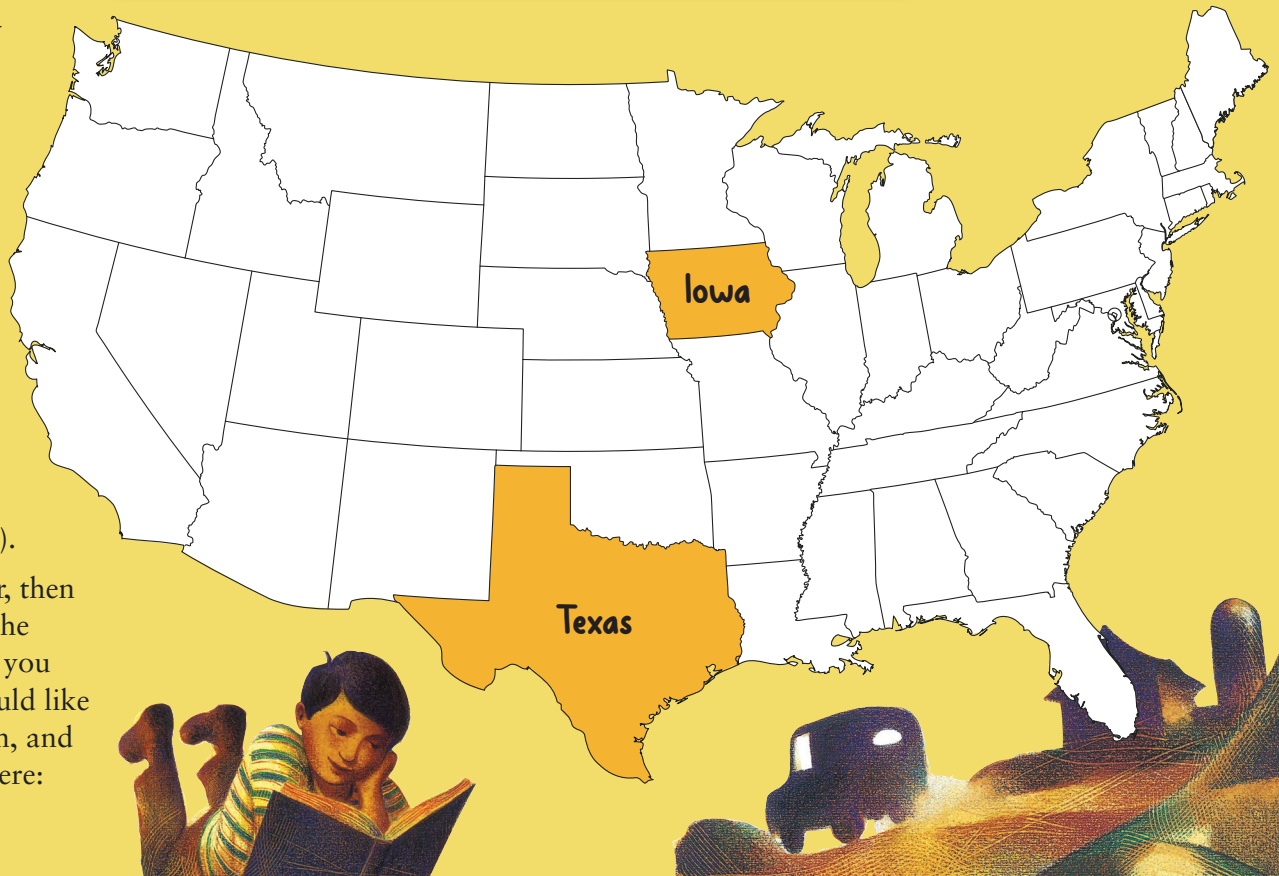 Iowa
Texas
).
, then
he
you
uld like
, and
ere: